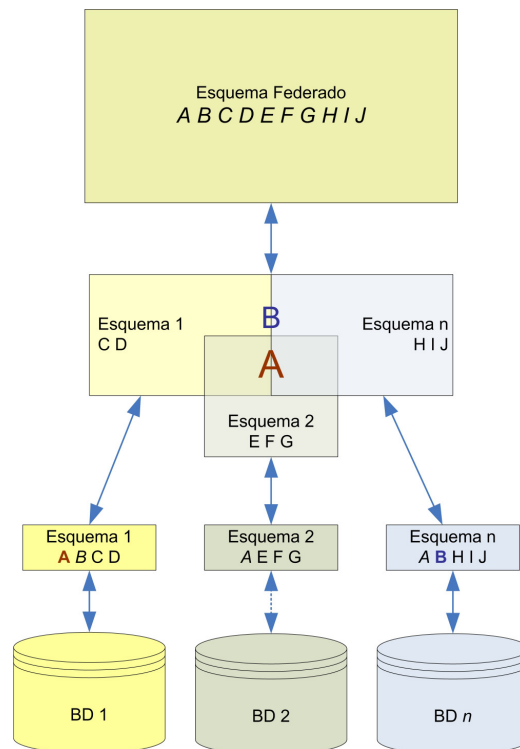 Esquema Federado
A B C D E F G H I J
B
Esquema 1
C D
Esquema n
H I J
A
Esquema 2
E F G
Esquema 1
A B C D
Esquema 2
A E F G
Esquema n
A B H I J
BD 1
BD 2
BD n